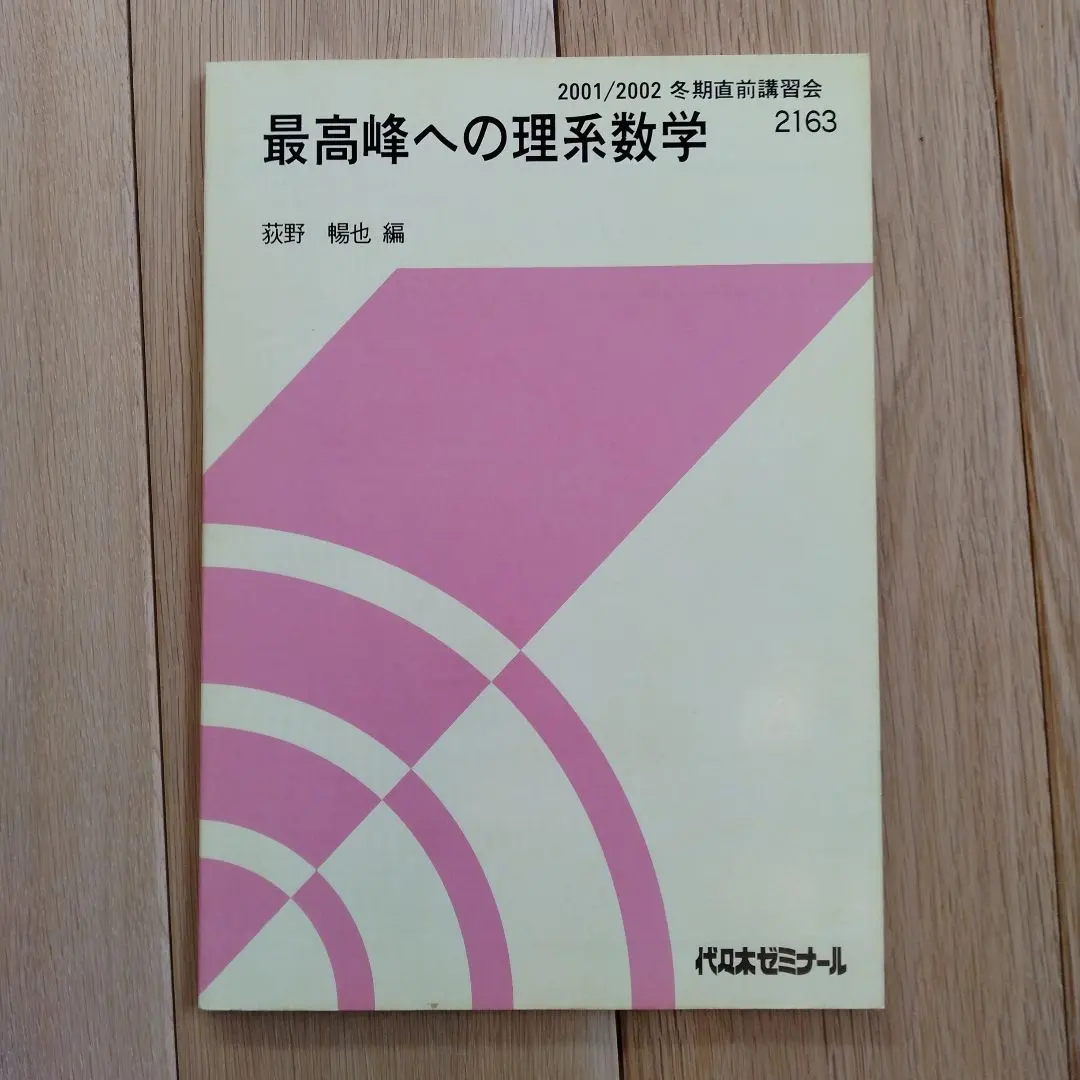 2001/2002 冬期直前講習会
最高峰への理系数学 2163
荻野 暢也 編
代々木ゼミナール